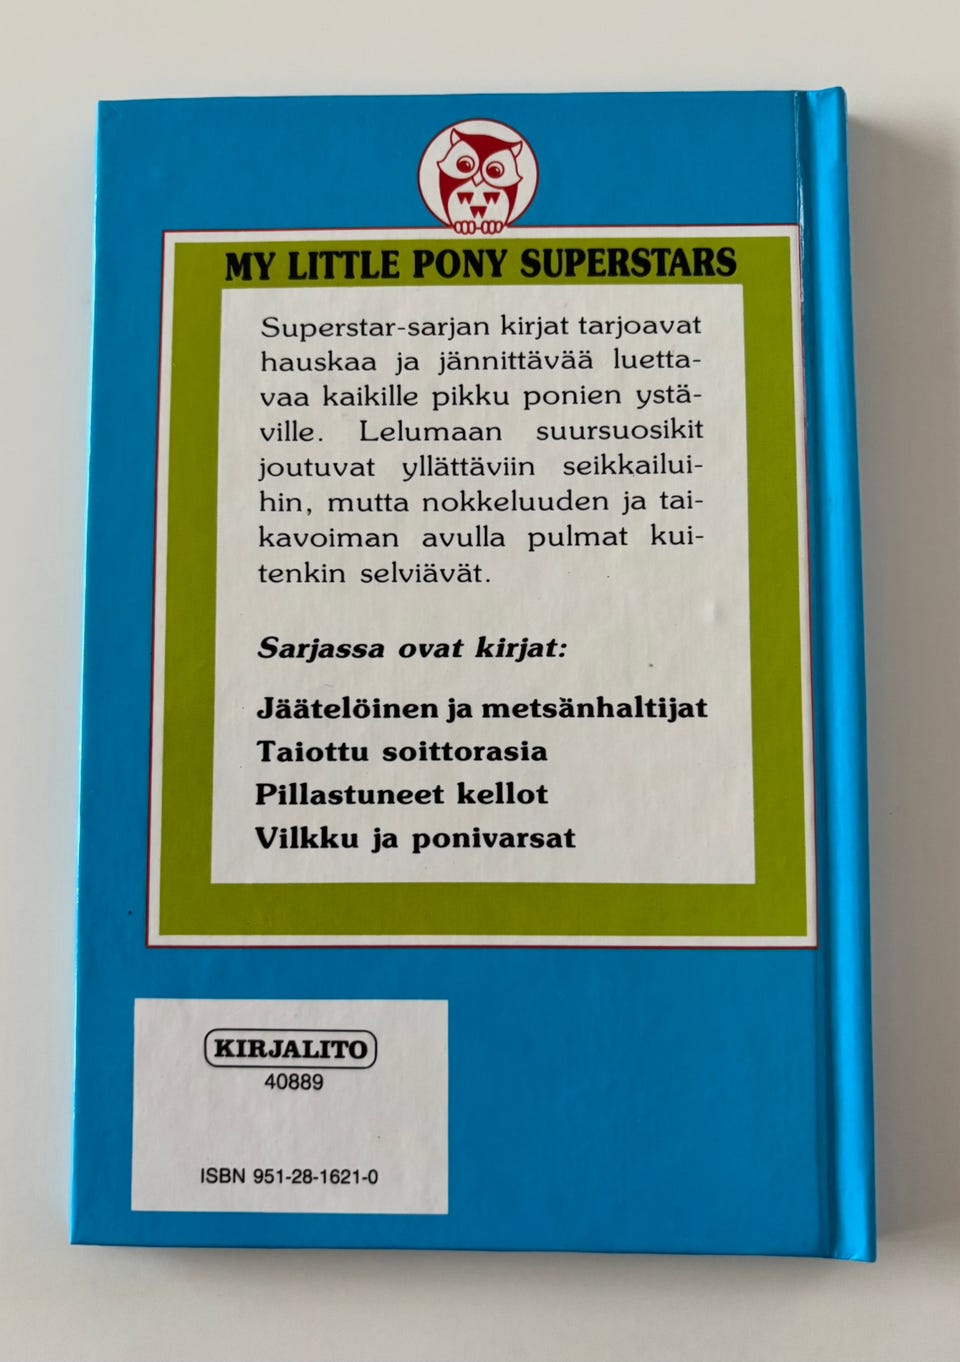 MY LITTLE PONY SUPERSTARS
Superstar-sarjan kirjat tarjoavat
hauskaa ja jännittävää luetta-
vaa kaikille pikku ponien ystä-
ville. Lelumaan suursuosikit
joutuvat yllättäviin seikkailui-
hin, mutta nokkeluuden ja tai-
kavoiman avulla pulmat kui-
tenkin selviävät.
Sarjassa ovat kirjat:
Jäätelöinen ja metsänhaltijat
Taiottu soittorasia
Pillastuneet kellot
Vilkku ja ponivarsat
KIRJALITO
40889
ISBN 951-28-1621-0